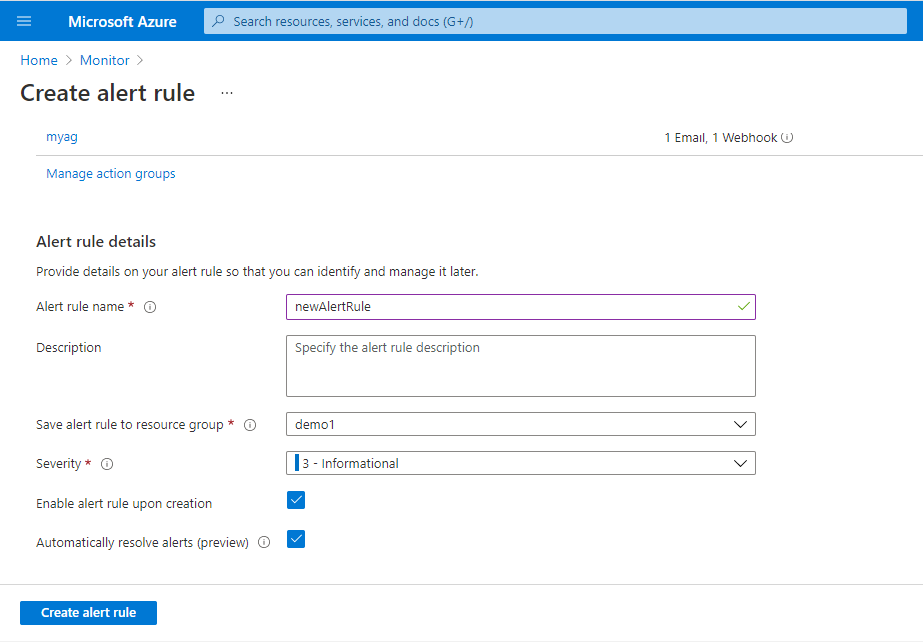 Microsoft Azure
Search resources, services, and docs (G+/)
Home > Monitor >
Create alert rule ...
myag 1 Email, 1 Webhook
Manage action groups
Alert rule details
Provide details on your alert rule so that you can identify and manage it later.
Alert rule name * newAlertRule
Description Specify the alert rule description
Save alert rule to resource group * demo1
Severity * 3 - Informational
Enable alert rule upon creation
Automatically resolve alerts (preview)
Create alert rule